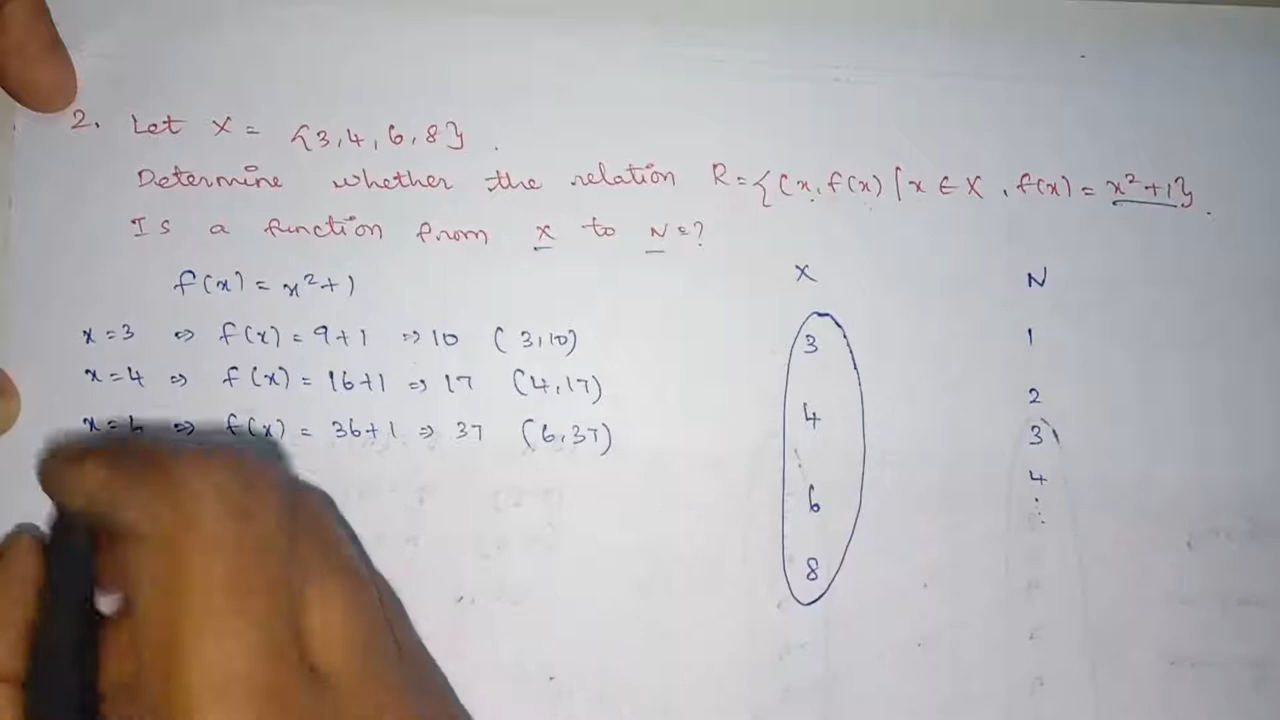 2. Let X = {3,4,6,8} .
Determine whether the relation R={(x,f(x)/x ∈ X, f(x) = x²+1} .
Is a function from X to N?
f(x) = x²+1
x=3 ⇒ f(x) = 9+1 ⇒ 10 (3,10)
x=4 ⇒ f(x) = 16+1 ⇒ 17 (4,17)
x=6 ⇒ f(x) = 36+1 ⇒ 37 (6,37)
X
3
4
6
8
N
1
2
3
4
⋮